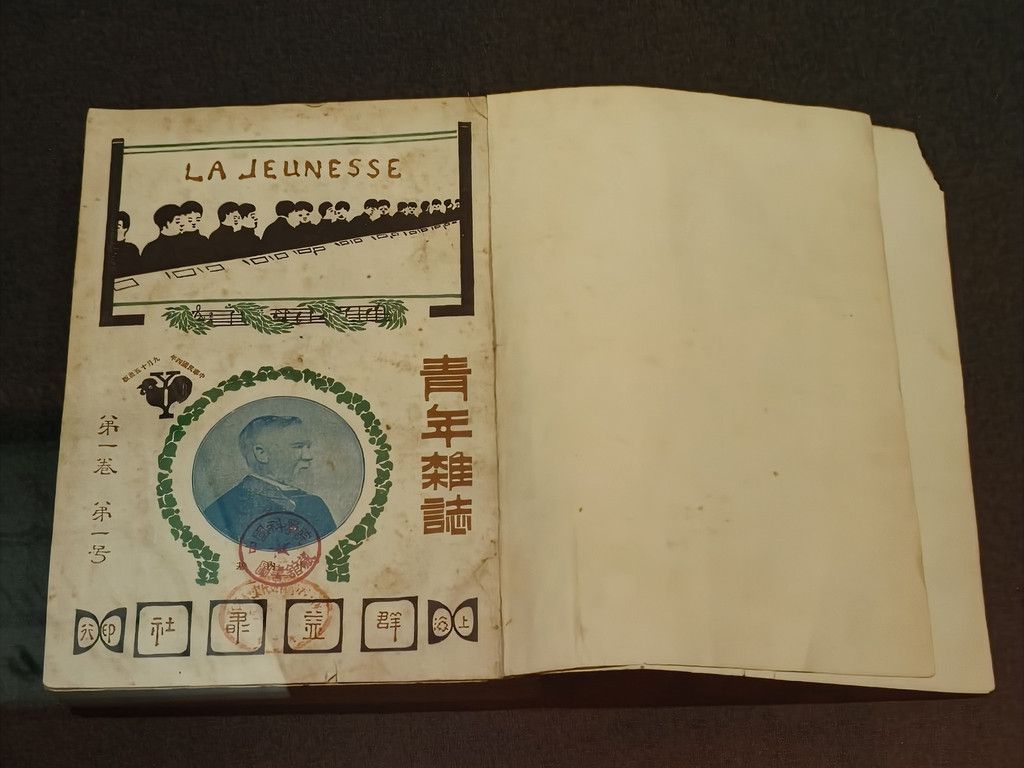 LA JEUNESSE
青年雜誌
第一卷 第一号
上海
群益書社
印行